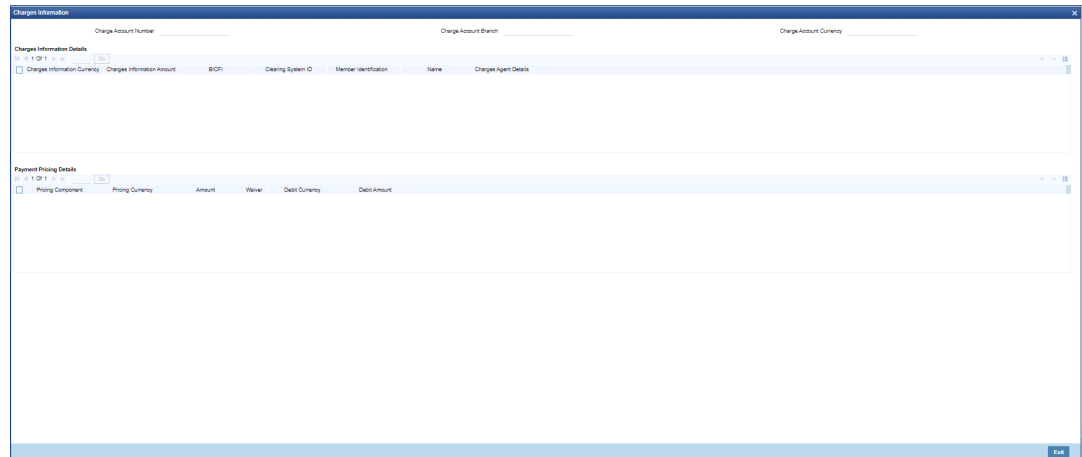 Charges Information
Charge Account Number Charge Account Branch Charge Account Currency
Charges Information Details
1 Of 1 Go
Charges Information Currency Charges Information Amount BICFI Clearing System ID Member Identification Name Charges Agent Details
Payment Pricing Details
1 Of 1 Go
Pricing Component Pricing Currency Amount Waiver Debit Currency Debit Amount
Exit